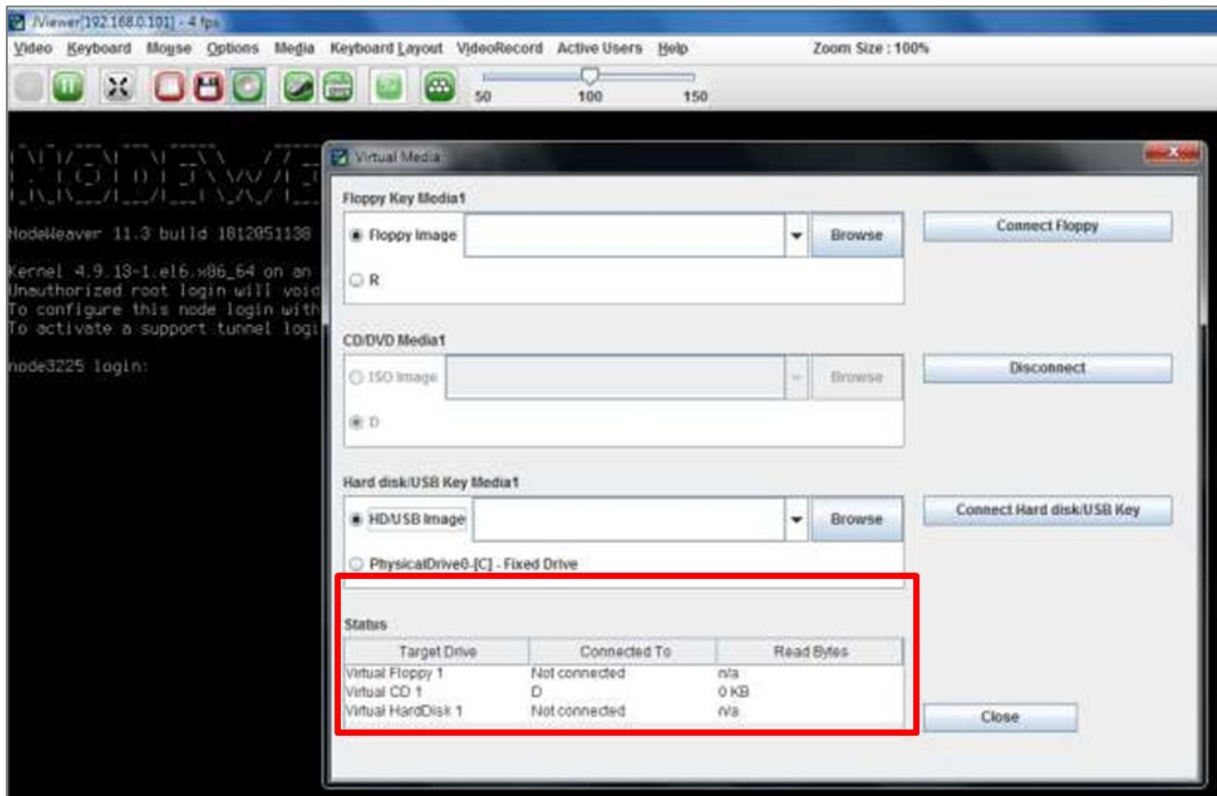 JViewer[192.168.0.101] - 4 fps
Video Keyboard Mouse Options Media Keyboard Layout VideoRecord Active Users Help Zoom Size : 100%
50 100 150
NodeWeaver 11.3 build 1812051138
Kernel 4.9.13-1.el6.x86_64 on an
Unauthorized root login will void
To configure this node login with
To activate a support tunnel logi
node3225 login:
Virtual Media
Floppy Key Media1
Floppy Image Browse Connect Floppy
R
CD/DVD Media1
ISO Image Browse Disconnect
D
Hard disk/USB Key Media1
HD/USB Image Browse Connect Hard disk/USB Key
PhysicalDrive0-[C] - Fixed Drive
Status
Target Drive Connected To Read Bytes
Virtual Floppy 1 Not connected n/a
Virtual CD 1 D 0 KB
Virtual HardDisk 1 Not connected n/a
Close